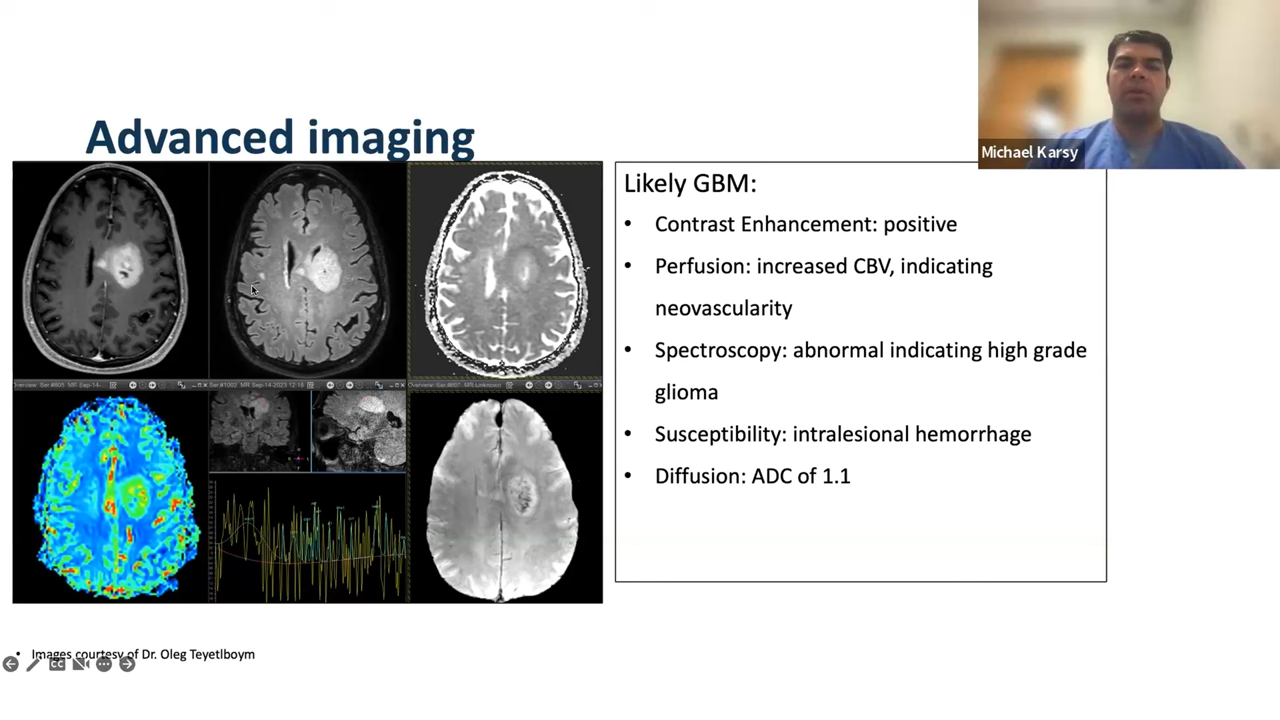 Michael Karsy
Advanced imaging
Likely GBM:
• Contrast Enhancement: positive
• Perfusion: increased CBV, indicating
neovascularity
• Spectroscopy: abnormal indicating high grade
glioma
• Susceptibility: intralesional hemorrhage
• Diffusion: ADC of 1.1
• Images courtesy of Dr. Oleg Teyetlboym